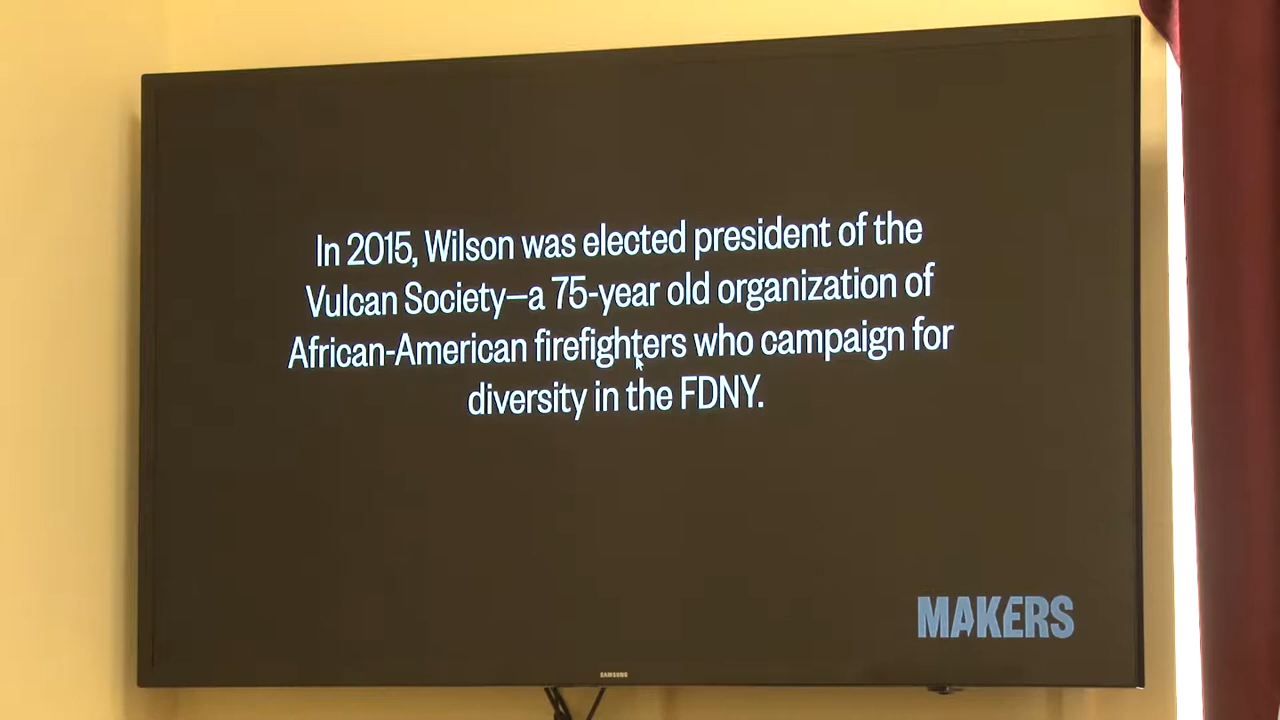 In 2015, Wilson was elected president of the
Vulcan Society—a 75-year old organization of
African-American firefighters who campaign for
diversity in the FDNY.
MAKERS
SAMSUNG